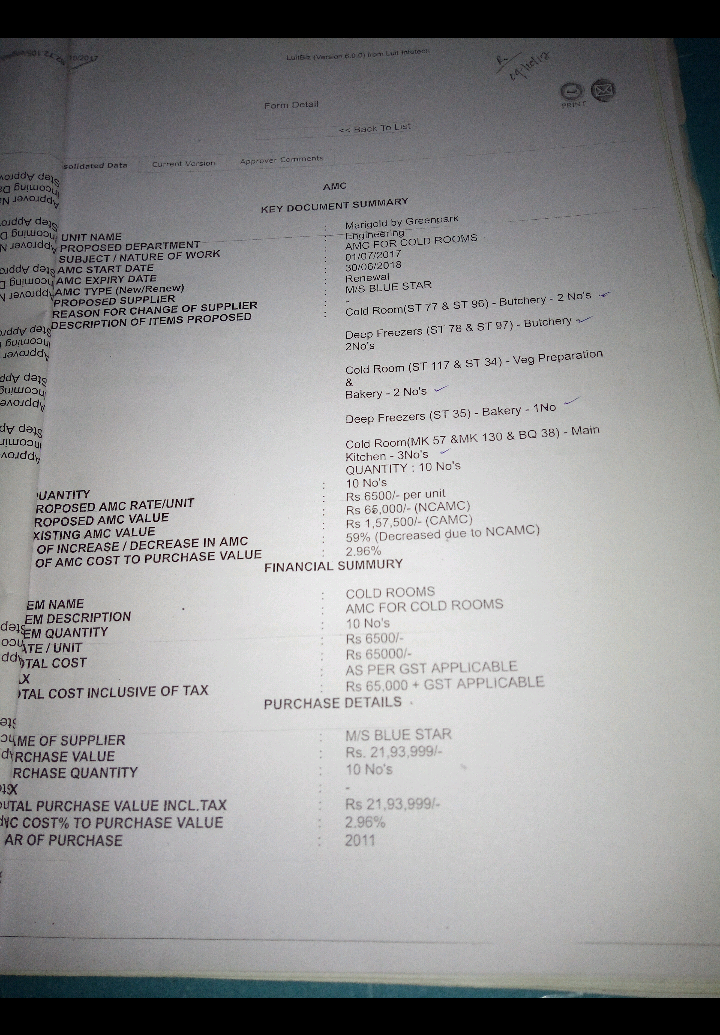 10/2017
LuitBiz (Version 6.0.0) from Luit Infotech
09/10/17
PRINT
Form Detail
<< Back To List
solidated Data Current Version Approver Comments
AMC
KEY DOCUMENT SUMMARY
UNIT NAME : Marigold by Greenpark
PROPOSED DEPARTMENT : Engineering
SUBJECT / NATURE OF WORK : AMC FOR COLD ROOMS
AMC START DATE : 01/07/2017
AMC EXPIRY DATE : 30/06/2018
AMC TYPE (New/Renew) : Renewal
PROPOSED SUPPLIER : M/S BLUE STAR
REASON FOR CHANGE OF SUPPLIER : -
DESCRIPTION OF ITEMS PROPOSED : Cold Room(ST 77 & ST 96) - Butchery - 2 No's
Deep Freezers (ST 78 & ST 97) - Butchery -
2No's
Cold Room (ST 117 & ST 34) - Veg Preparation
&
Bakery - 2 No's
Deep Freezers (ST 35) - Bakery - 1No
Cold Room(MK 57 &MK 130 & BQ 38) - Main
Kitchen - 3No's
QUANTITY : 10 No's
UANTITY : 10 No's
ROPOSED AMC RATE/UNIT : Rs 6500/- per unit
ROPOSED AMC VALUE : Rs 65,000/- (NCAMC)
XISTING AMC VALUE : Rs 1,57,500/- (CAMC)
OF INCREASE / DECREASE IN AMC : 59% (Decreased due to NCAMC)
OF AMC COST TO PURCHASE VALUE : 2.96%
FINANCIAL SUMMURY
EM NAME : COLD ROOMS
EM DESCRIPTION : AMC FOR COLD ROOMS
EM QUANTITY : 10 No's
ATE / UNIT : Rs 6500/-
OTAL COST : Rs 65000/-
X : AS PER GST APPLICABLE
OTAL COST INCLUSIVE OF TAX : Rs 65,000 + GST APPLICABLE
PURCHASE DETAILS
ME OF SUPPLIER : M/S BLUE STAR
RCHASE VALUE : Rs. 21,93,999/-
RCHASE QUANTITY : 10 No's
X : -
TAL PURCHASE VALUE INCL.TAX : Rs 21,93,999/-
C COST% TO PURCHASE VALUE : 2.96%
AR OF PURCHASE : 2011